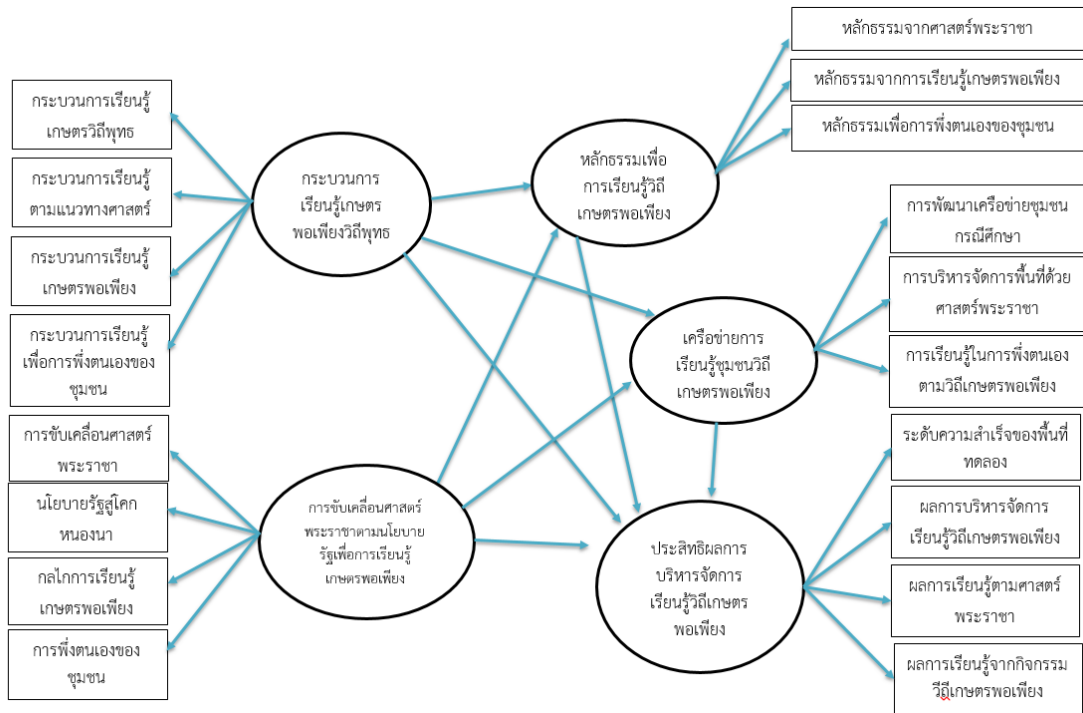 กระบวนการเรียนรู้
เกษตรวิถีพุทธ
กระบวนการเรียนรู้
ตามแนวทางศาสตร์
กระบวนการเรียนรู้
เกษตรพอเพียง
กระบวนการเรียนรู้
เพื่อการพึ่งตนเองของ
ชุมชน
การขับเคลื่อนศาสตร์
พระราชา
นโยบายรัฐสู่โคก
หนองนา
กลไกการเรียนรู้
เกษตรพอเพียง
การพึ่งตนเองของ
ชุมชน
กระบวนการ
เรียนรู้เกษตร
พอเพียงวิถีพุทธ
การขับเคลื่อนศาสตร์
พระราชาตามนโยบาย
รัฐเพื่อการเรียนรู้
เกษตรพอเพียง
หลักธรรมเพื่อ
การเรียนรู้วิถี
เกษตรพอเพียง
เครือข่ายการ
เรียนรู้ชุมชนวิถี
เกษตรพอเพียง
ประสิทธิผลการ
บริหารจัดการ
เรียนรู้วิถีเกษตร
พอเพียง
หลักธรรมจากศาสตร์พระราชา
หลักธรรมจากการเรียนรู้เกษตรพอเพียง
หลักธรรมเพื่อการพึ่งตนเองของชุมชน
การพัฒนาเครือข่ายชุมชน
กรณีศึกษา
การบริหารจัดการพื้นที่ด้วย
ศาสตร์พระราชา
การเรียนรู้ในการพึ่งตนเอง
ตามวิถีเกษตรพอเพียง
ระดับความสำเร็จของพื้นที่
ทดลอง
ผลการบริหารจัดการ
เรียนรู้วิถีเกษตรพอเพียง
ผลการเรียนรู้ตามศาสตร์
พระราชา
ผลการเรียนรู้จากกิจกรรม
วีถีเกษตรพอเพียง